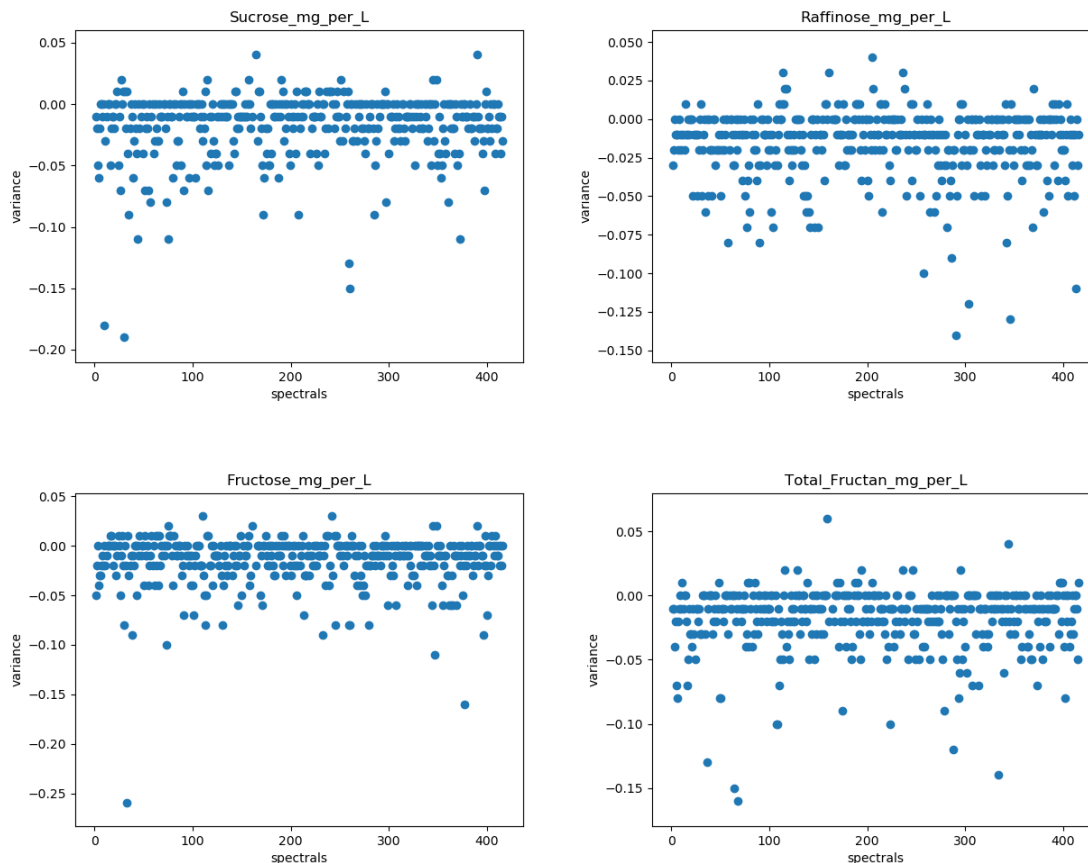 Sucrose_mg_per_L
0.05
0.00
−0.05
−0.10
−0.15
−0.20
variance
0 100 200 300 400
spectrals
Raffinose_mg_per_L
0.050
0.025
0.000
−0.025
−0.050
−0.075
−0.100
−0.125
−0.150
variance
0 100 200 300 400
spectrals
Fructose_mg_per_L
0.05
0.00
−0.05
−0.10
−0.15
−0.20
−0.25
variance
0 100 200 300 400
spectrals
Total_Fructan_mg_per_L
0.05
0.00
−0.05
−0.10
−0.15
variance
0 100 200 300 400
spectrals